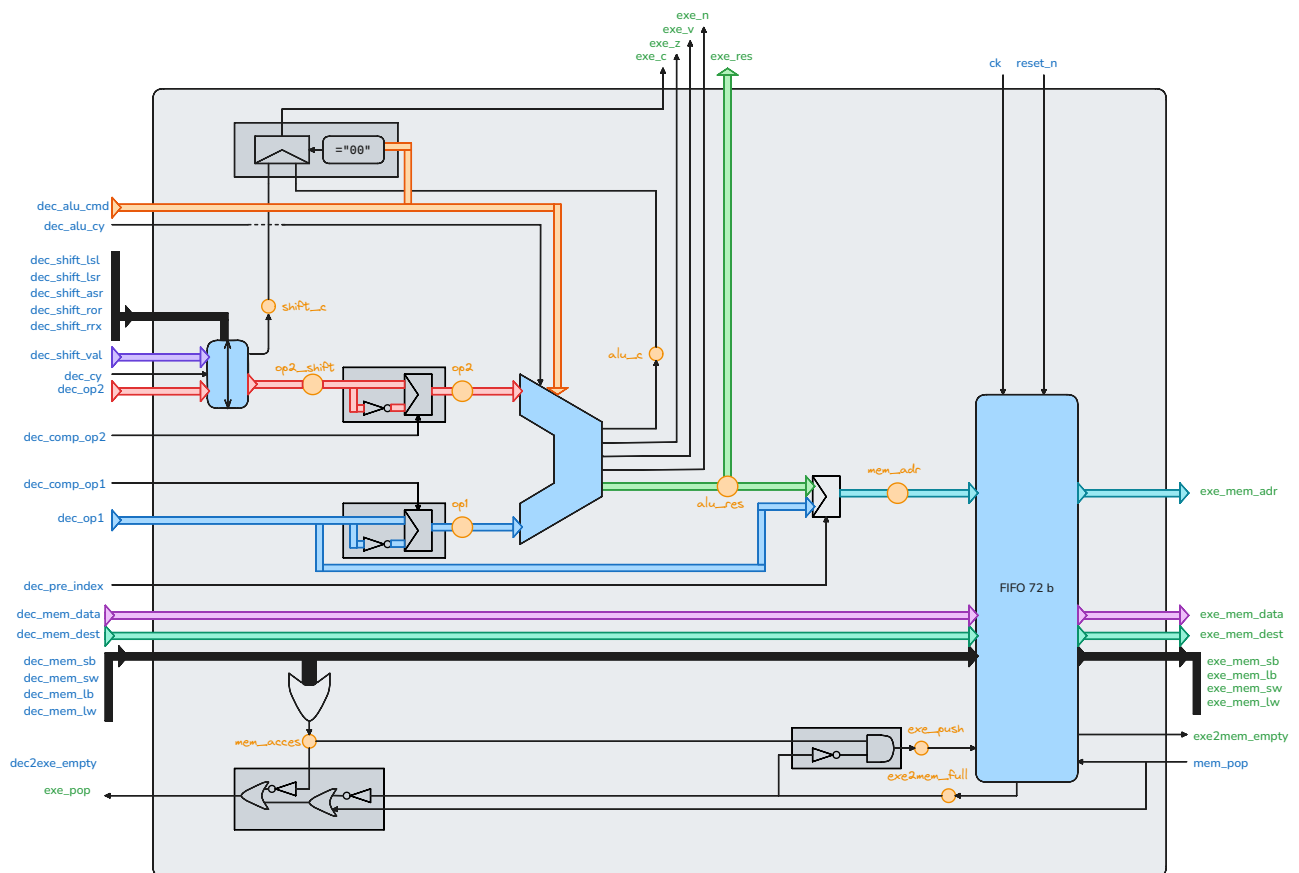 exe_n
exe_v
exe_z
exe_c
exe_res
ck
reset_n
="00"
dec_alu_cmd
dec_alu_cy
dec_shift_lsl
dec_shift_lsr
dec_shift_asr
dec_shift_ror
dec_shift_rrx
shift_c
dec_shift_val
alu_c
dec_cy
op2_shift
op2
dec_op2
dec_comp_op2
mem_adr
dec_comp_op1
exe_mem_adr
op1
alu_res
dec_op1
dec_pre_index
FIFO 72 b
dec_mem_data
exe_mem_data
dec_mem_dest
exe_mem_dest
dec_mem_sb
dec_mem_sw
dec_mem_lb
dec_mem_lw
exe_mem_sb
exe_mem_lb
exe_mem_sw
exe_mem_lw
exe_push
exe2mem_empty
mem_acces
dec2exe_empty
mem_pop
exe2mem_full
exe_pop